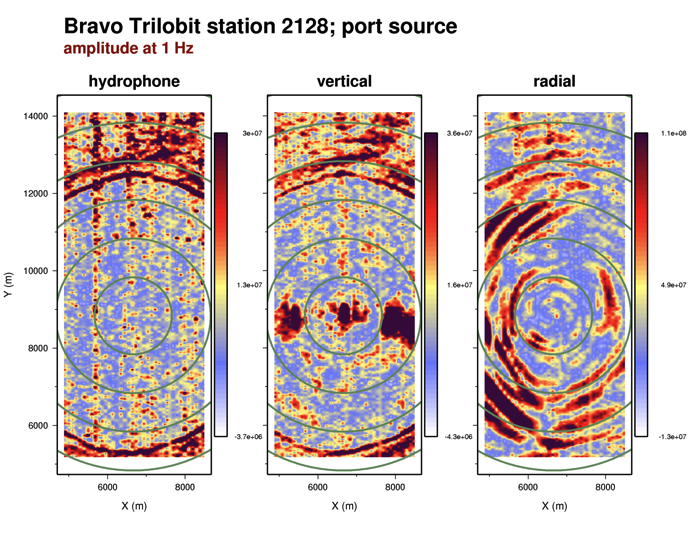 Bravo Trilobit station 2128; port source
amplitude at 1 Hz
hydrophone
vertical
radial
Y (m)
14000
12000
10000
8000
6000
3e+07
1.3e+07
-3.7e+06
3.6e+07
1.6e+07
-4.3e+06
1.1e+08
4.9e+07
-1.3e+07
6000 8000
6000 8000
6000 8000
X (m)
X (m)
X (m)